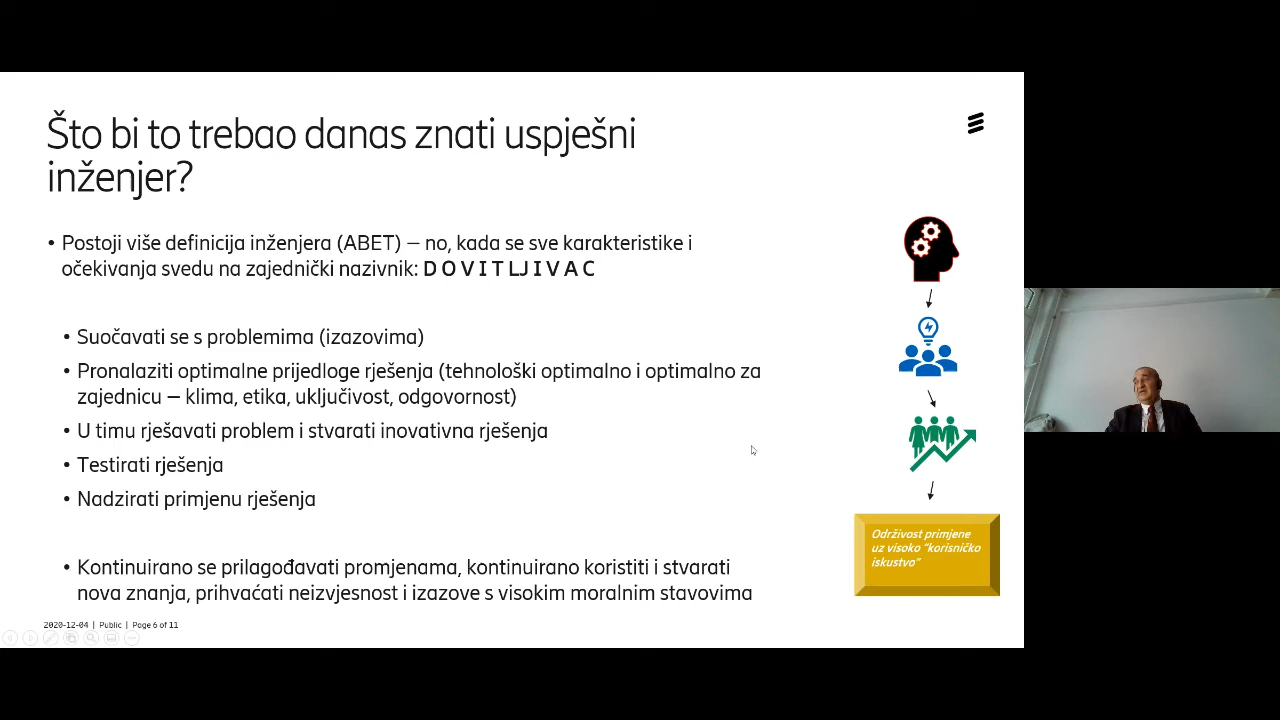 Što bi to trebao danas znati uspješni
inženjer?
• Postoji više definicija inženjera (ABET) – no, kada se sve karakteristike i
očekivanja svedu na zajednički nazivnik: D O V I T LJ I V A C
• Suočavati se s problemima (izazovima)
• Pronalaziti optimalne prijedloge rješenja (tehnološki optimalno i optimalno za
zajednicu – klima, etika, uključivost, odgovornost)
• U timu rješavati problem i stvarati inovativna rješenja
• Testirati rješenja
• Nadzirati primjenu rješenja
• Kontinuirano se prilagođavati promjenama, kontinuirano koristiti i stvarati
nova znanja, prihvaćati neizvjesnost i izazove s visokim moralnim stavovima
Održivost primjene
uz visoko "korisničko
iskustvo"
2020-12-04 | Public | Page 6 of 11